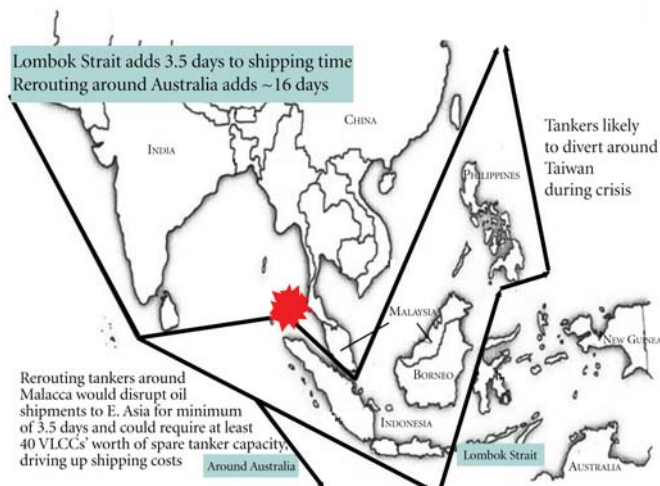 Lombok Strait adds 3.5 days to shipping time
Rerouting around Australia adds ~16 days
CHINA
INDIA
Tankers likely
to divert around
Taiwan
during crisis
PHILIPPINES
MALAYSIA
NEW GUINEA
BORNEO
Rerouting tankers around
Malacca would disrupt oil
shipments to E. Asia for minimum
of 3.5 days and could require at least
40 VLCCs' worth of spare tanker capacity,
driving up shipping costs
INDONESIA
Around Australia
Lombok Strait
AUSTRALIA